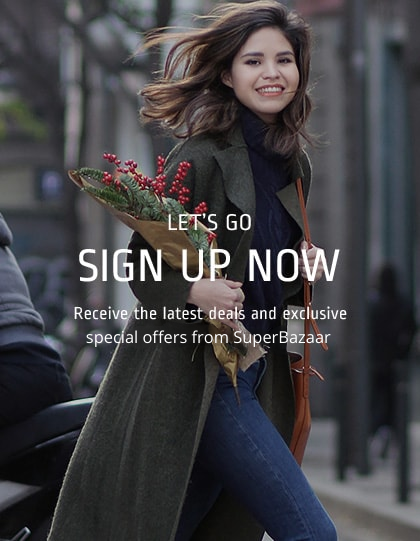 LET'S GO
SIGN UP NOW
Receive the latest deals and exclusive
special offers from SuperBazaar